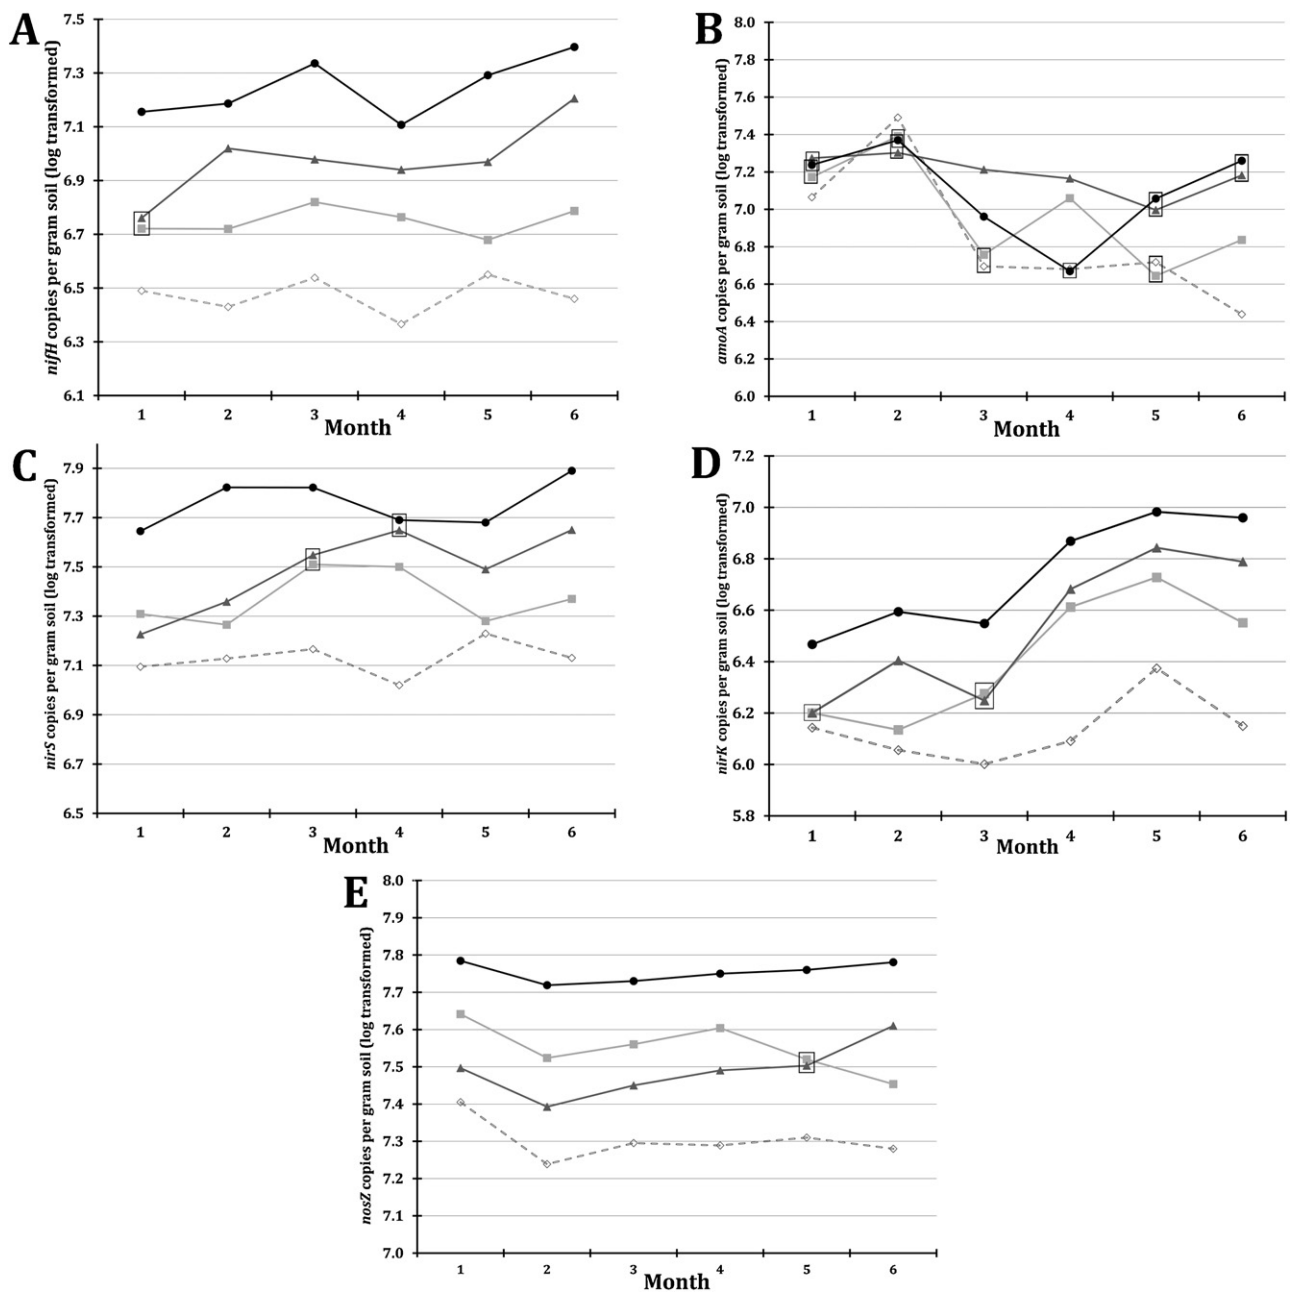 A
nifH copies per gram soil (log transformed)
7.5
7.3
7.1
6.9
6.7
6.5
6.3
6.1
1 2 3 4 5 6
Month
B
amoA copies per gram soil (log transformed)
8.0
7.8
7.6
7.4
7.2
7.0
6.8
6.6
6.4
6.2
6.0
1 2 3 4 5 6
Month
C
nirS copies per gram soil (log transformed)
7.9
7.7
7.5
7.3
7.1
6.9
6.7
6.5
1 2 3 4 5 6
Month
D
nirK copies per gram soil (log transformed)
7.2
7.0
6.8
6.6
6.4
6.2
6.0
5.8
1 2 3 4 5 6
Month
E
nosZ copies per gram soil (log transformed)
8.0
7.9
7.8
7.7
7.6
7.5
7.4
7.3
7.2
7.1
7.0
1 2 3 4 5 6
Month